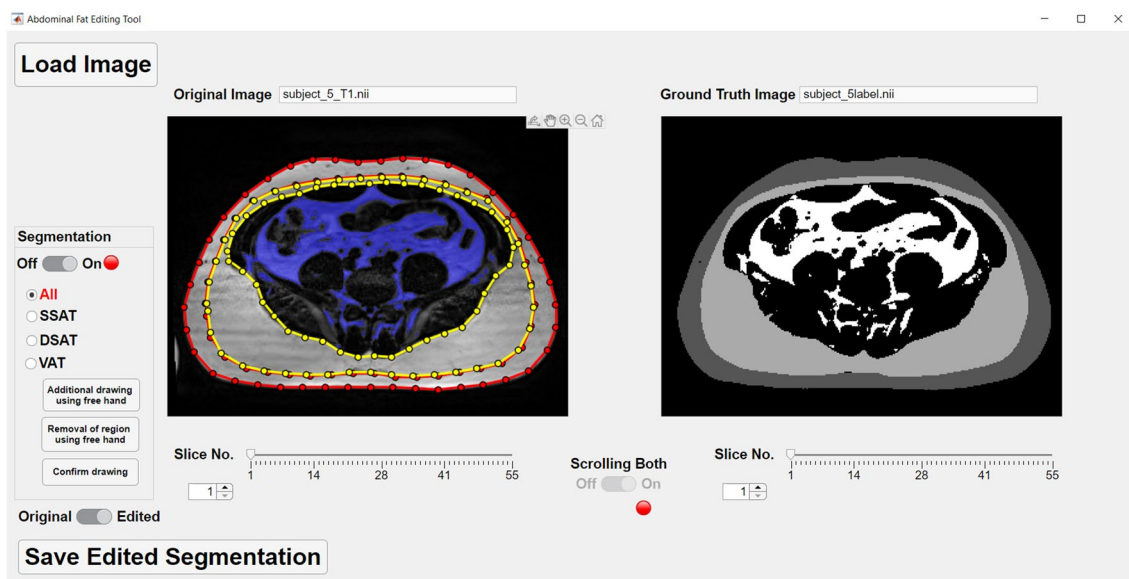 Abdominal Fat Editing Tool
Load Image
Original Image subject_5_T1.nii
Ground Truth Image subject_5label.nii
Segmentation
Off On
All
SSAT
DSAT
VAT
Additional drawing
using free hand
Removal of region
using free hand
Confirm drawing
Original Edited
Save Edited Segmentation
Slice No.
1 14 28 41 55
1
Scrolling Both
Off On
Slice No.
1 14 28 41 55
1